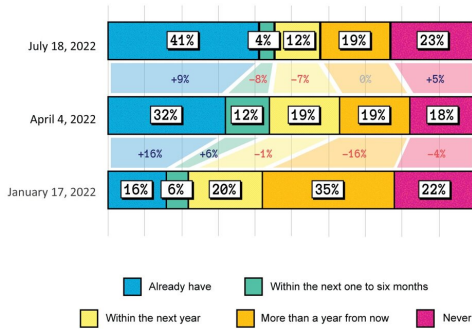 July 18, 2022 41% 4% 12% 19% 23%
+9% -8% -7% 0% +5%
April 4, 2022 32% 12% 19% 19% 18%
+16% +6% -1% -16% -4%
January 17, 2022 16% 6% 20% 35% 22%
Already have Within the next one to six months
Within the next year More than a year from now Never